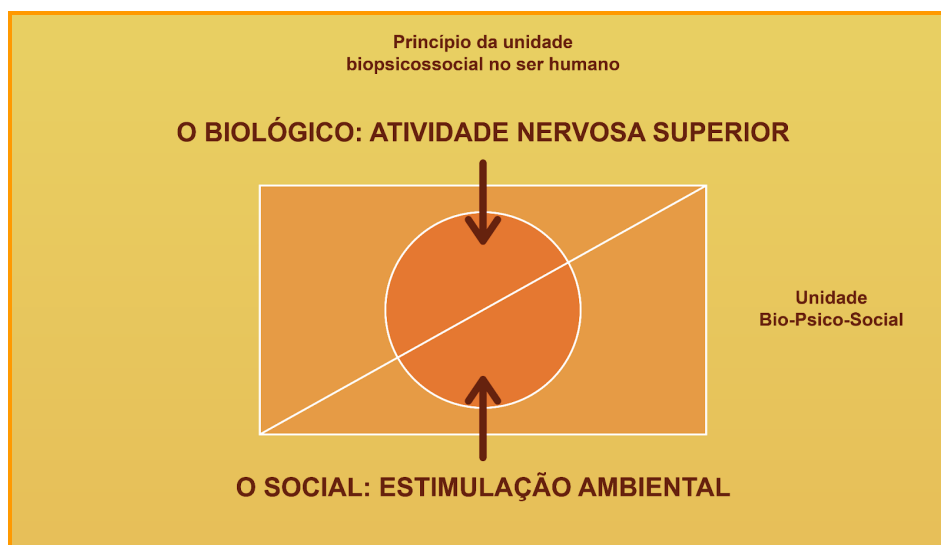 Princípio da unidade
biopsicossocial no ser humano
O BIOLÓGICO: ATIVIDADE NERVOSA SUPERIOR
Unidade
Bio-Psico-Social
O SOCIAL: ESTIMULAÇÃO AMBIENTAL